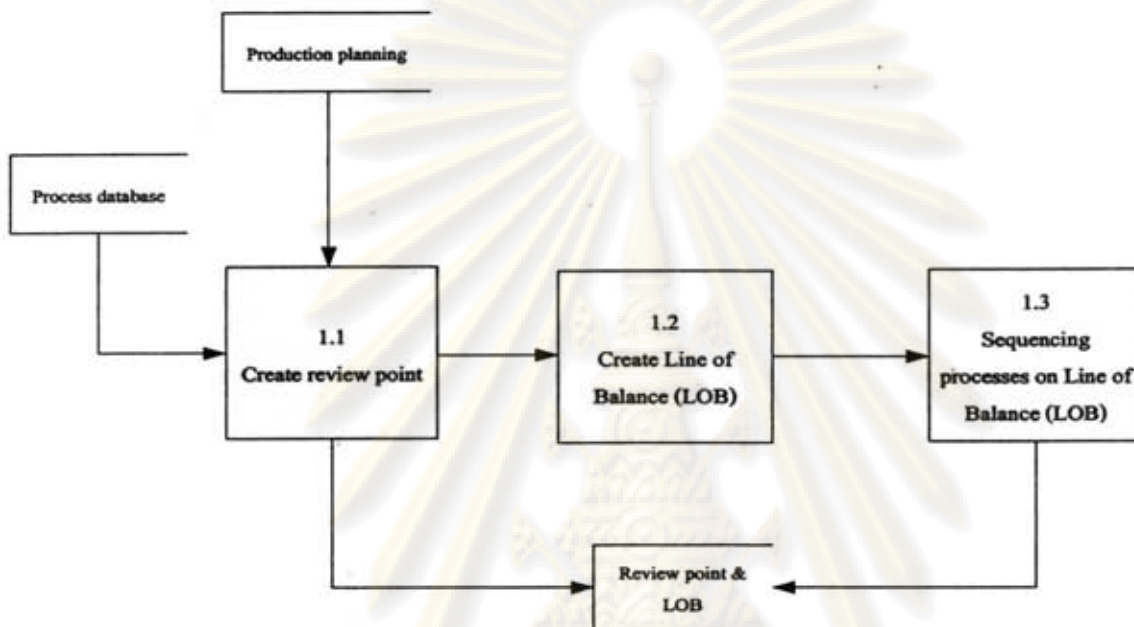 Production planning
Process database
1.1
Create review point
1.2
Create Line of
Balance (LOB)
1.3
Sequencing
processes on Line of
Balance (LOB)
Review point &
LOB